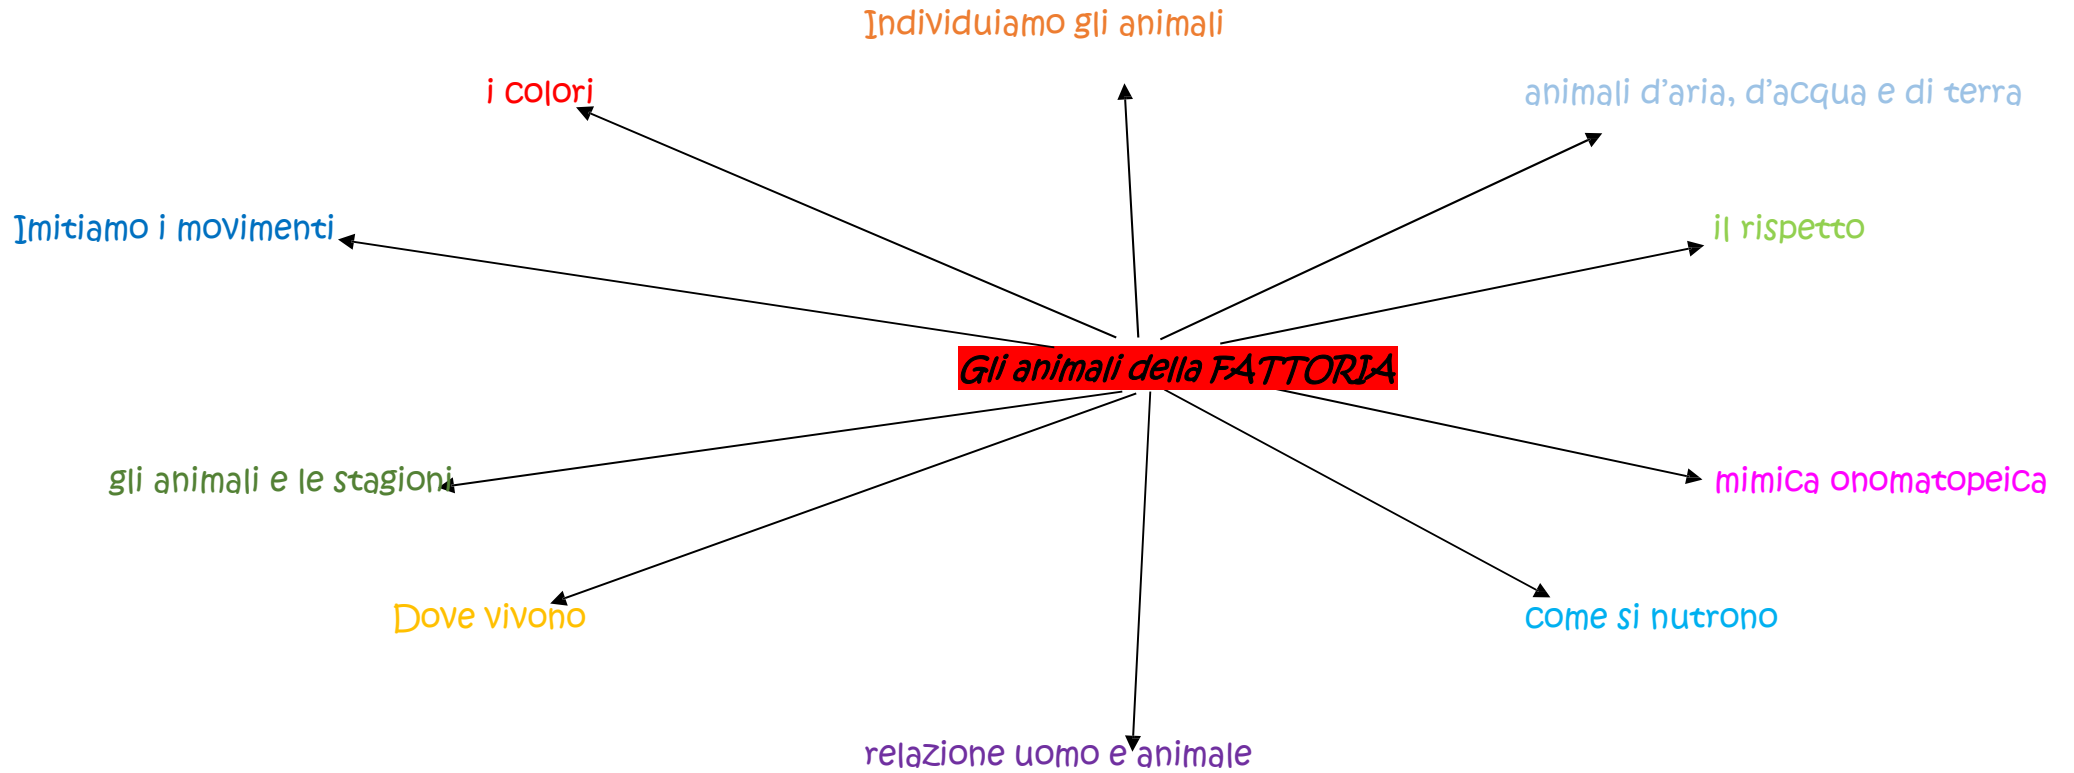 Individuiamo gli animali
i colori
animali d’aria, d’acqua e di terra
Imitiamo i movimenti
il rispetto
Gli animali della FATTORIA
gli animali e le stagioni
mimica onomatopeica
Dove vivono
come si nutrono
relazione uomo e animale